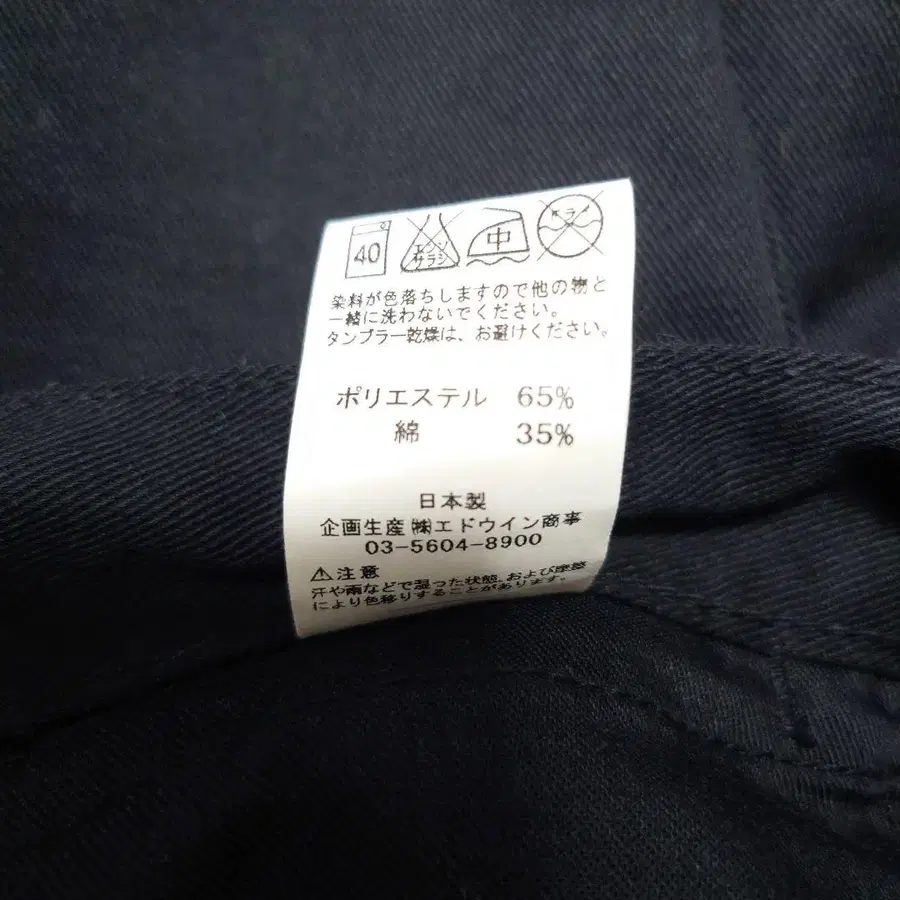 40 エンソ サラシ 中 ドライ
染料が色落ちしますので他の物と
一緒に洗わないでください。
タンブラー乾燥は、お避けください。
ポリエステル 65%
綿 35%
日本製
企画生産 ㈱エドウイン商事
03-5604-8900
⚠注意
汗や雨などで湿った状態、および摩擦
により色移りすることがあります。